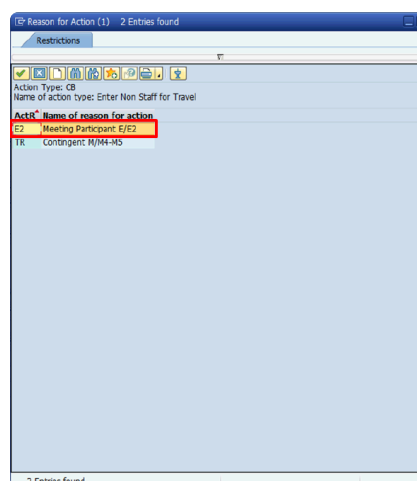 Reason for Action (1) 2 Entries found
Restrictions
Action Type: CB
Name of action type: Enter Non Staff for Travel
ActR Name of reason for action
E2 Meeting Participant E/E2
TR Contingent M/M4-M5
2 Entries found